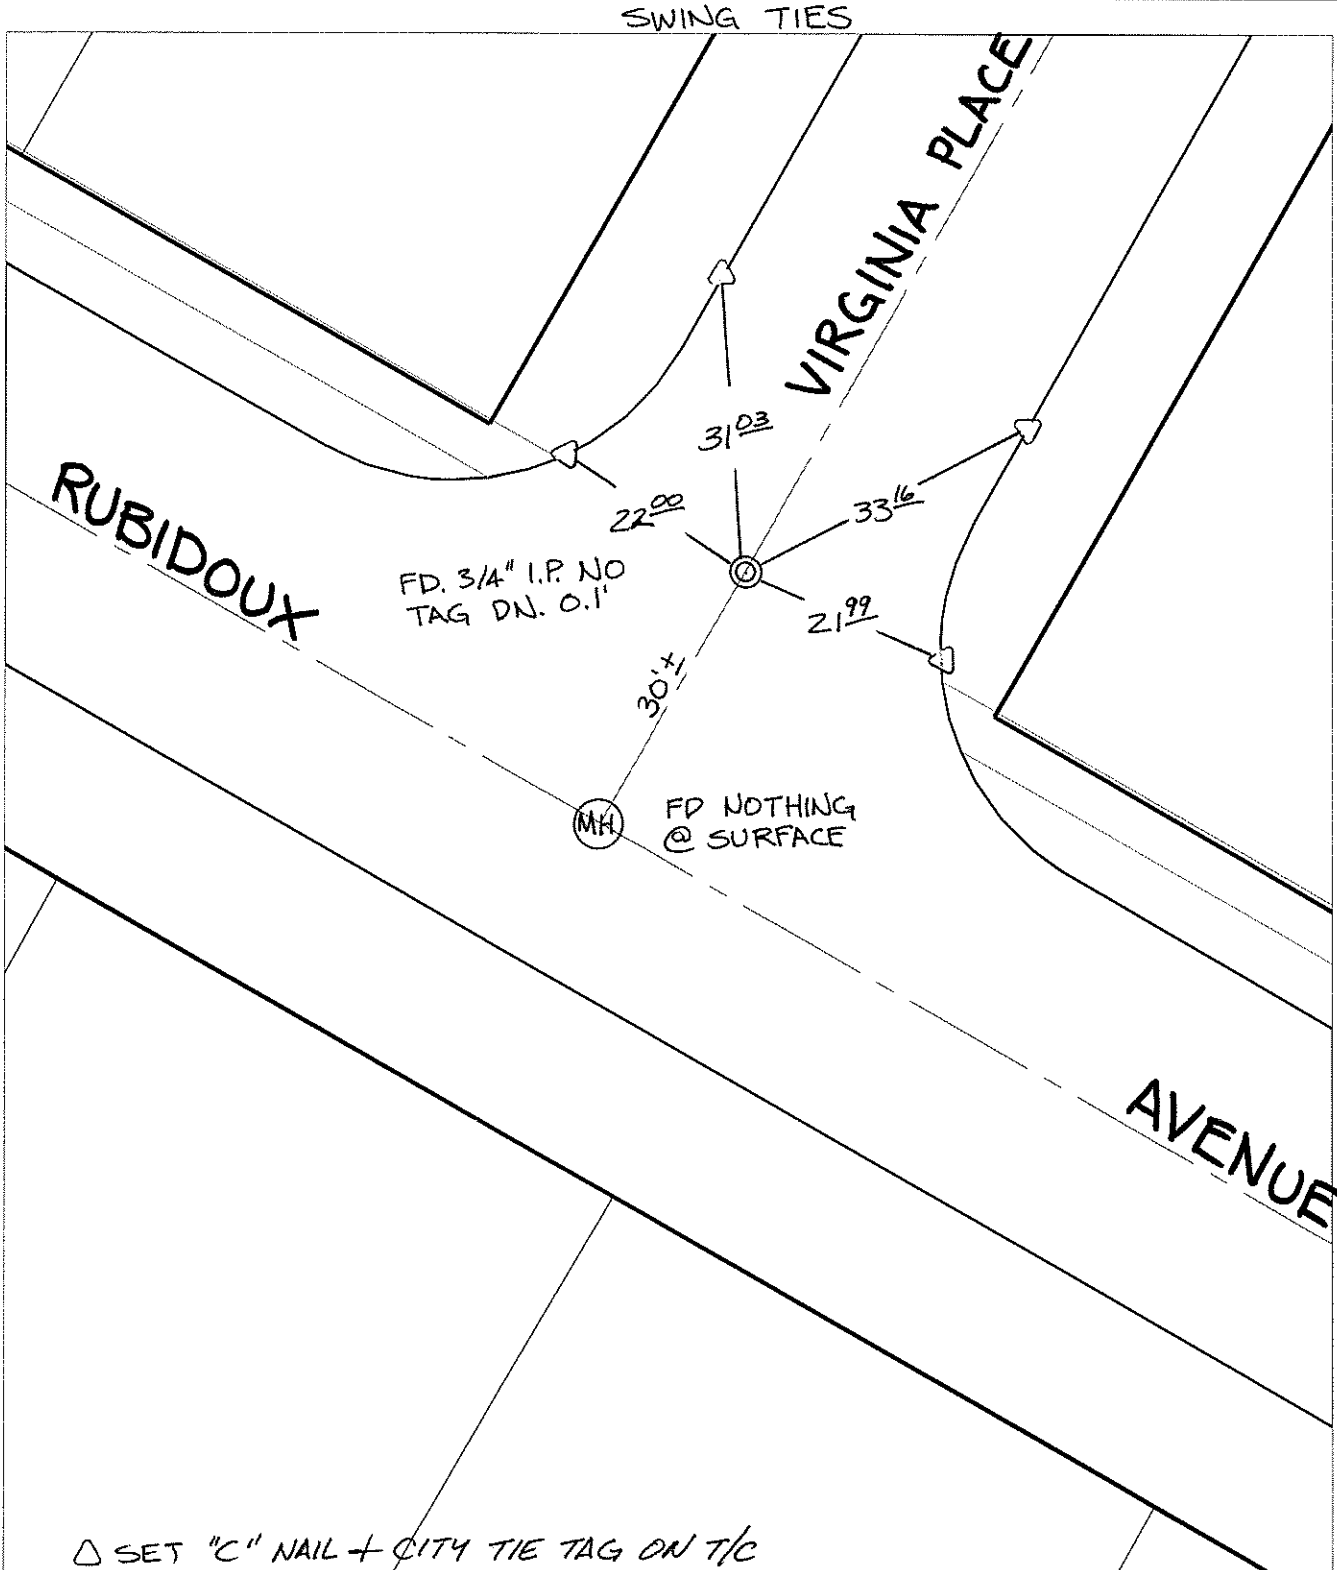 SWING TIES
VIRGINIA PLACE
31 03
22 00
33 16
RUBIDOUX
FD. 3/4" I.P. NO
TAG DN. 0.1'
21 99
30'±
MH
FD NOTHING
@ SURFACE
AVENUE
△ SET "C" NAIL + CITY TIE TAG ON T/C